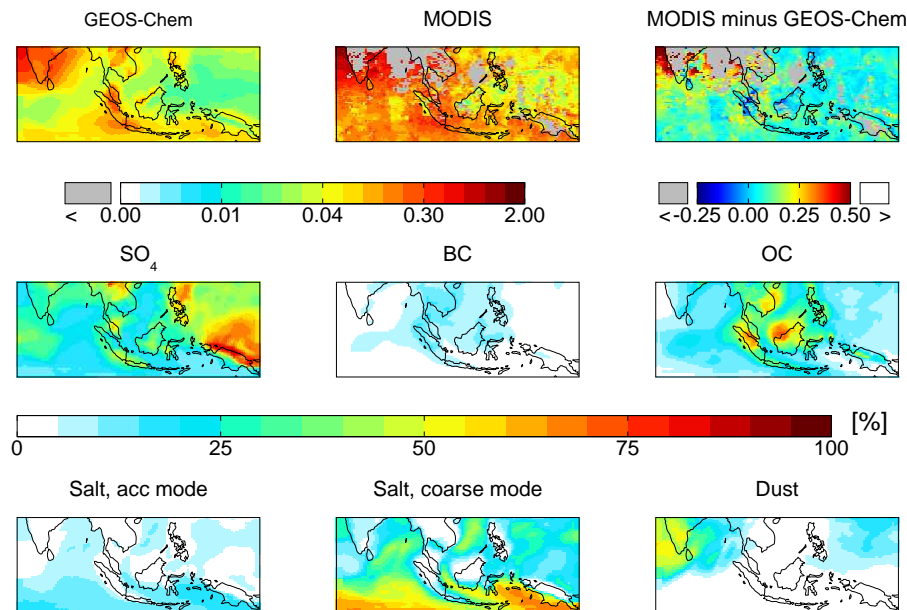 GEOS-Chem MODIS MODIS minus GEOS-Chem
< 0.00 0.01 0.04 0.30 2.00 <-0.25 0.00 0.25 0.50 >
SO4 BC OC
0 25 50 75 100 [%]
Salt, acc mode Salt, coarse mode Dust